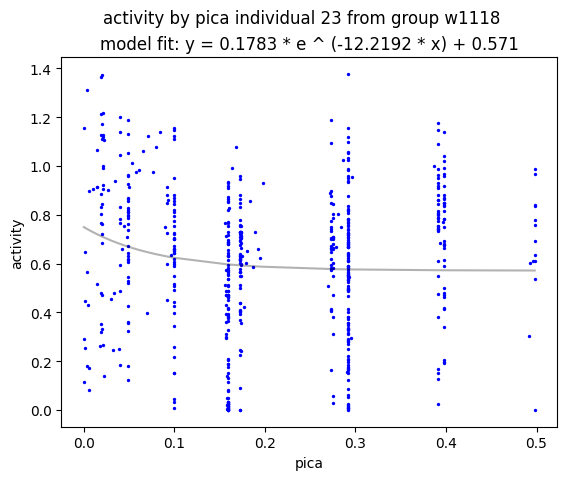 activity by pica individual 23 from group w1118
model fit: y = 0.1783 * e ^ (-12.2192 * x) + 0.571
1.4
1.2
1.0
0.8
0.6
0.4
0.2
0.0
activity
0.0 0.1 0.2 0.3 0.4 0.5
pica